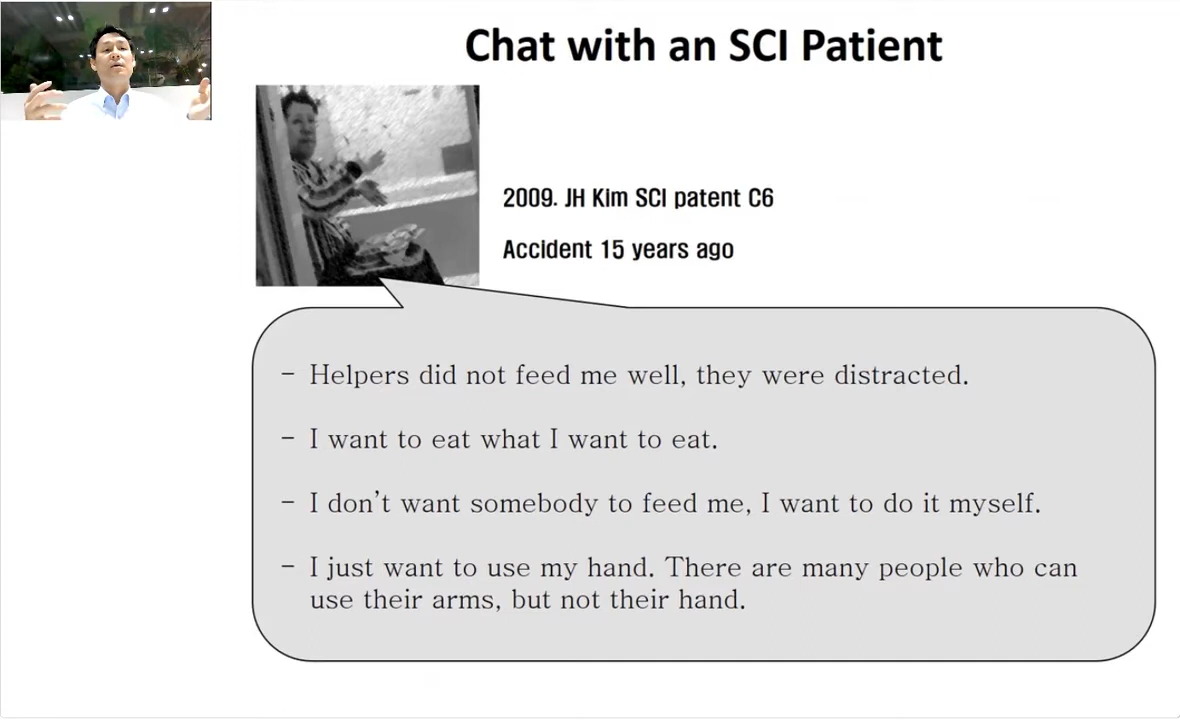 Chat with an SCI Patient
2009. JH Kim SCI patent C6
Accident 15 years ago
- Helpers did not feed me well, they were distracted.
- I want to eat what I want to eat.
- I don't want somebody to feed me, I want to do it myself.
- I just want to use my hand. There are many people who can
use their arms, but not their hand.